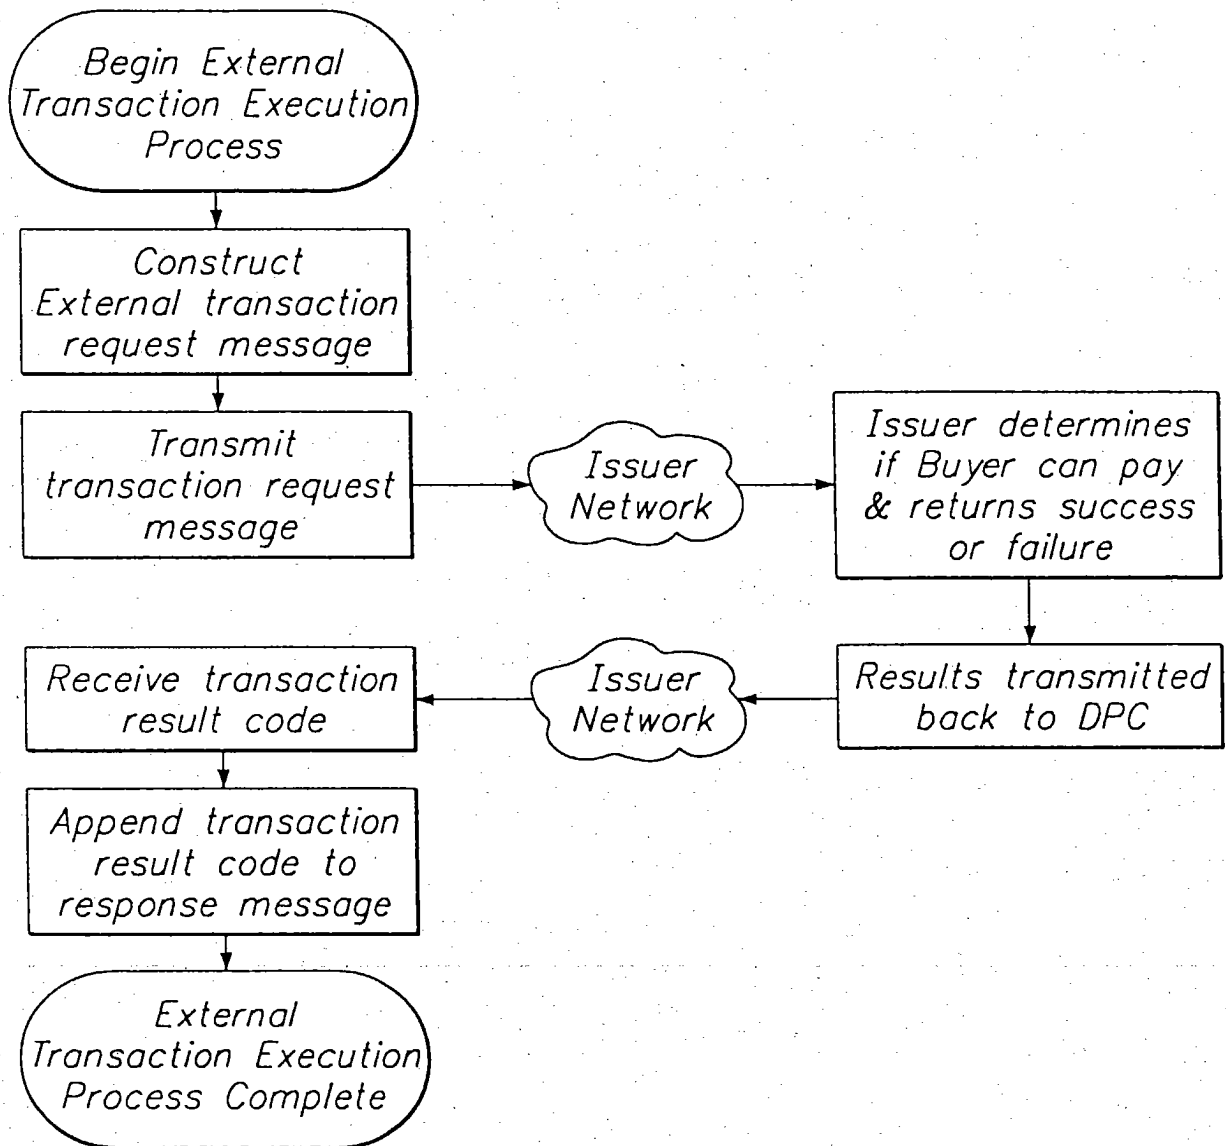 Begin External
Transaction Execution
Process
Construct
External transaction
request message
Transmit
transaction request
message
Issuer
Network
Issuer determines
if Buyer can pay
& returns success
or failure
Results transmitted
back to DPC
Issuer
Network
Receive transaction
result code
Append transaction
result code to
response message
External
Transaction Execution
Process Complete